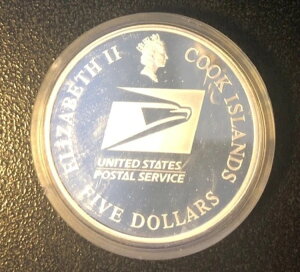 ELIZABETH II
COOK ISLANDS
UNITED STATES
POSTAL SERVICE
FIVE DOLLARS